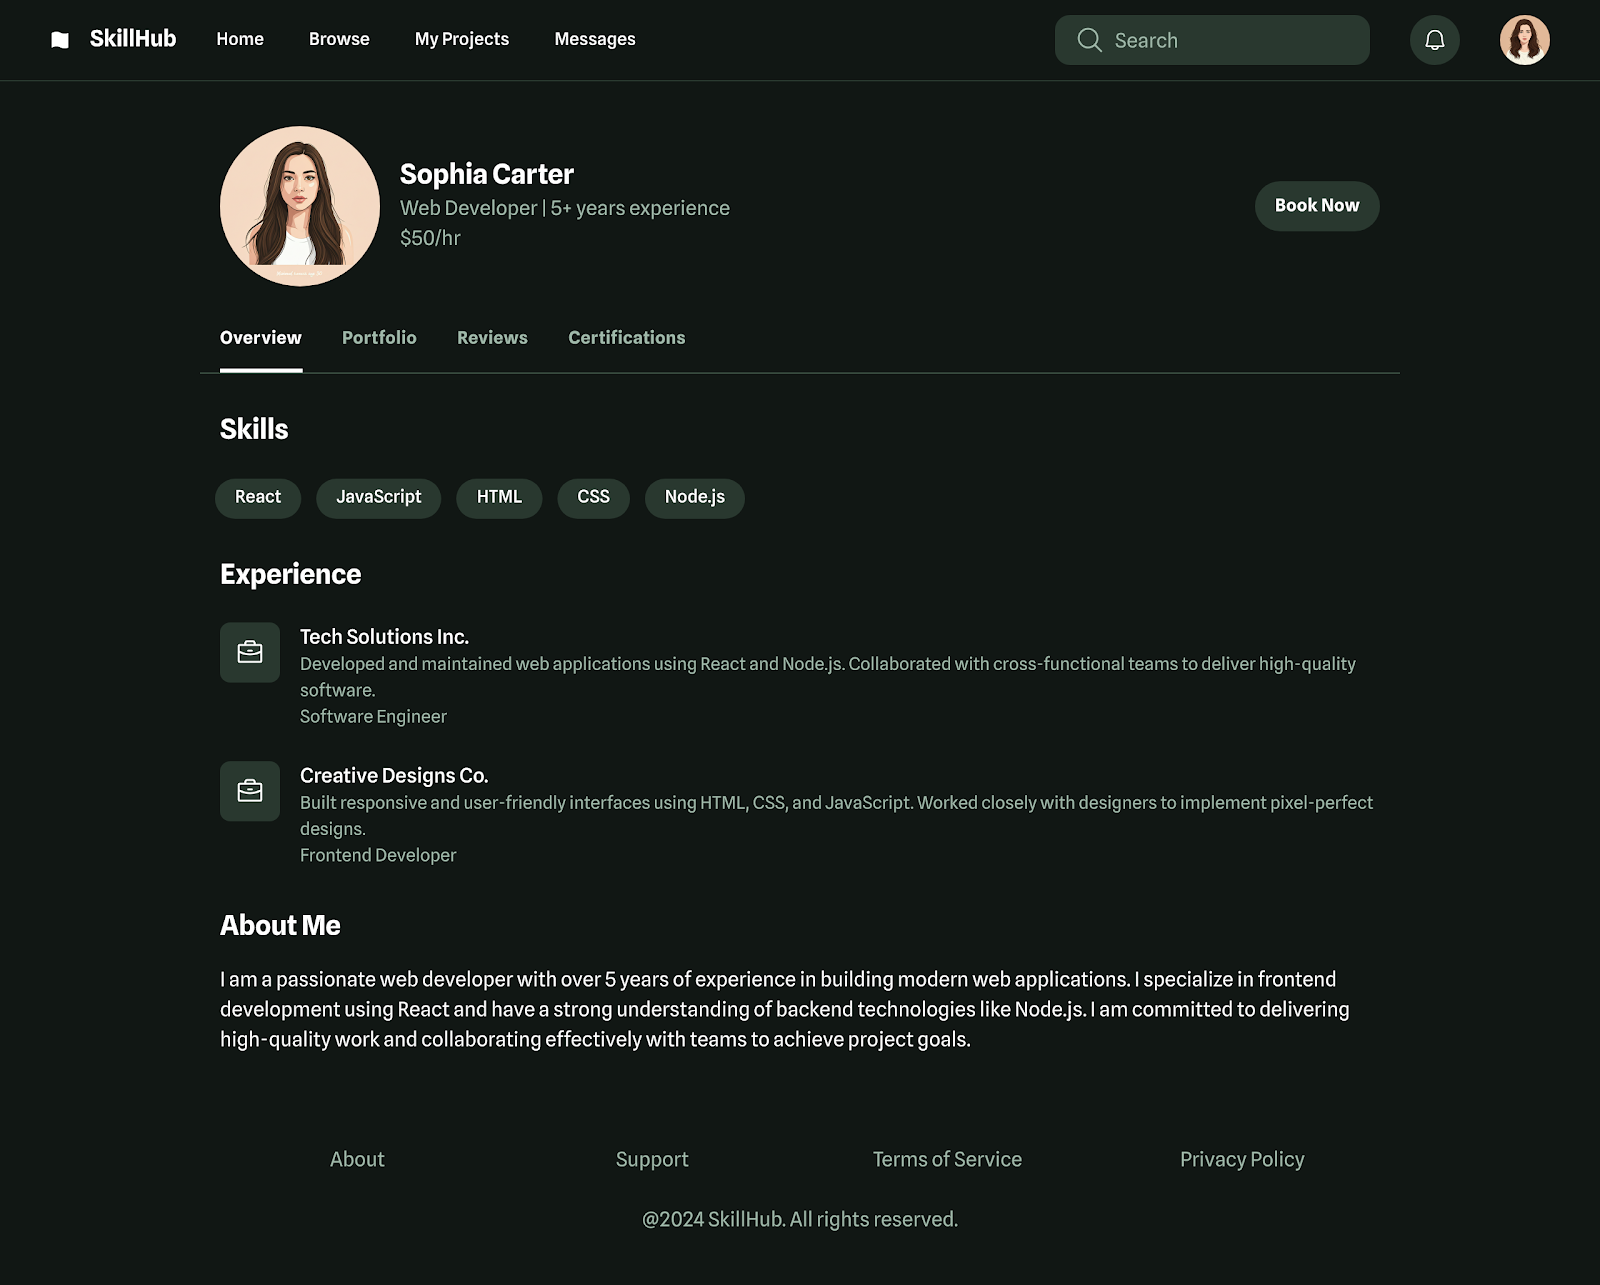 SkillHub
Home
Browse
My Projects
Messages
Search
Sophia Carter
Web Developer | 5+ years experience
$50/hr
Book Now
Overview
Portfolio
Reviews
Certifications
Skills
React
JavaScript
HTML
CSS
Node.js
Experience
Tech Solutions Inc.
Developed and maintained web applications using React and Node.js. Collaborated with cross-functional teams to deliver high-quality
software.
Software Engineer
Creative Designs Co.
Built responsive and user-friendly interfaces using HTML, CSS, and JavaScript. Worked closely with designers to implement pixel-perfect
designs.
Frontend Developer
About Me
I am a passionate web developer with over 5 years of experience in building modern web applications. I specialize in frontend
development using React and have a strong understanding of backend technologies like Node.js. I am committed to delivering
high-quality work and collaborating effectively with teams to achieve project goals.
About
Support
Terms of Service
Privacy Policy
@2024 SkillHub. All rights reserved.